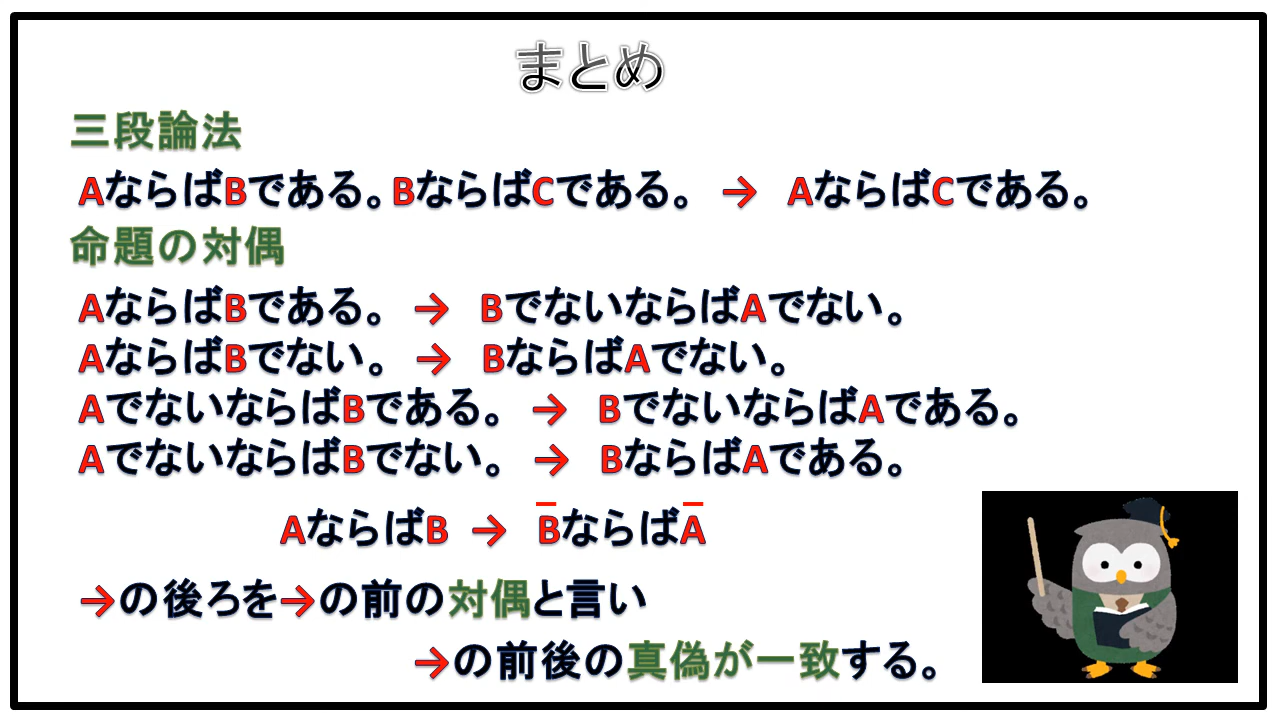 まとめ
三段論法
AならばBである。BならばCである。 → AならばCである。
命題の対偶
AならばBである。 → BでないならばAでない。
AならばBでない。 → BならばAでない。
AでないならばBである。 → BでないならばAである。
AでないならばBでない。 → BならばAである。
AならばB → B̅ならばA̅
→の後ろを→の前の対偶と言い
→の前後の真偽が一致する。